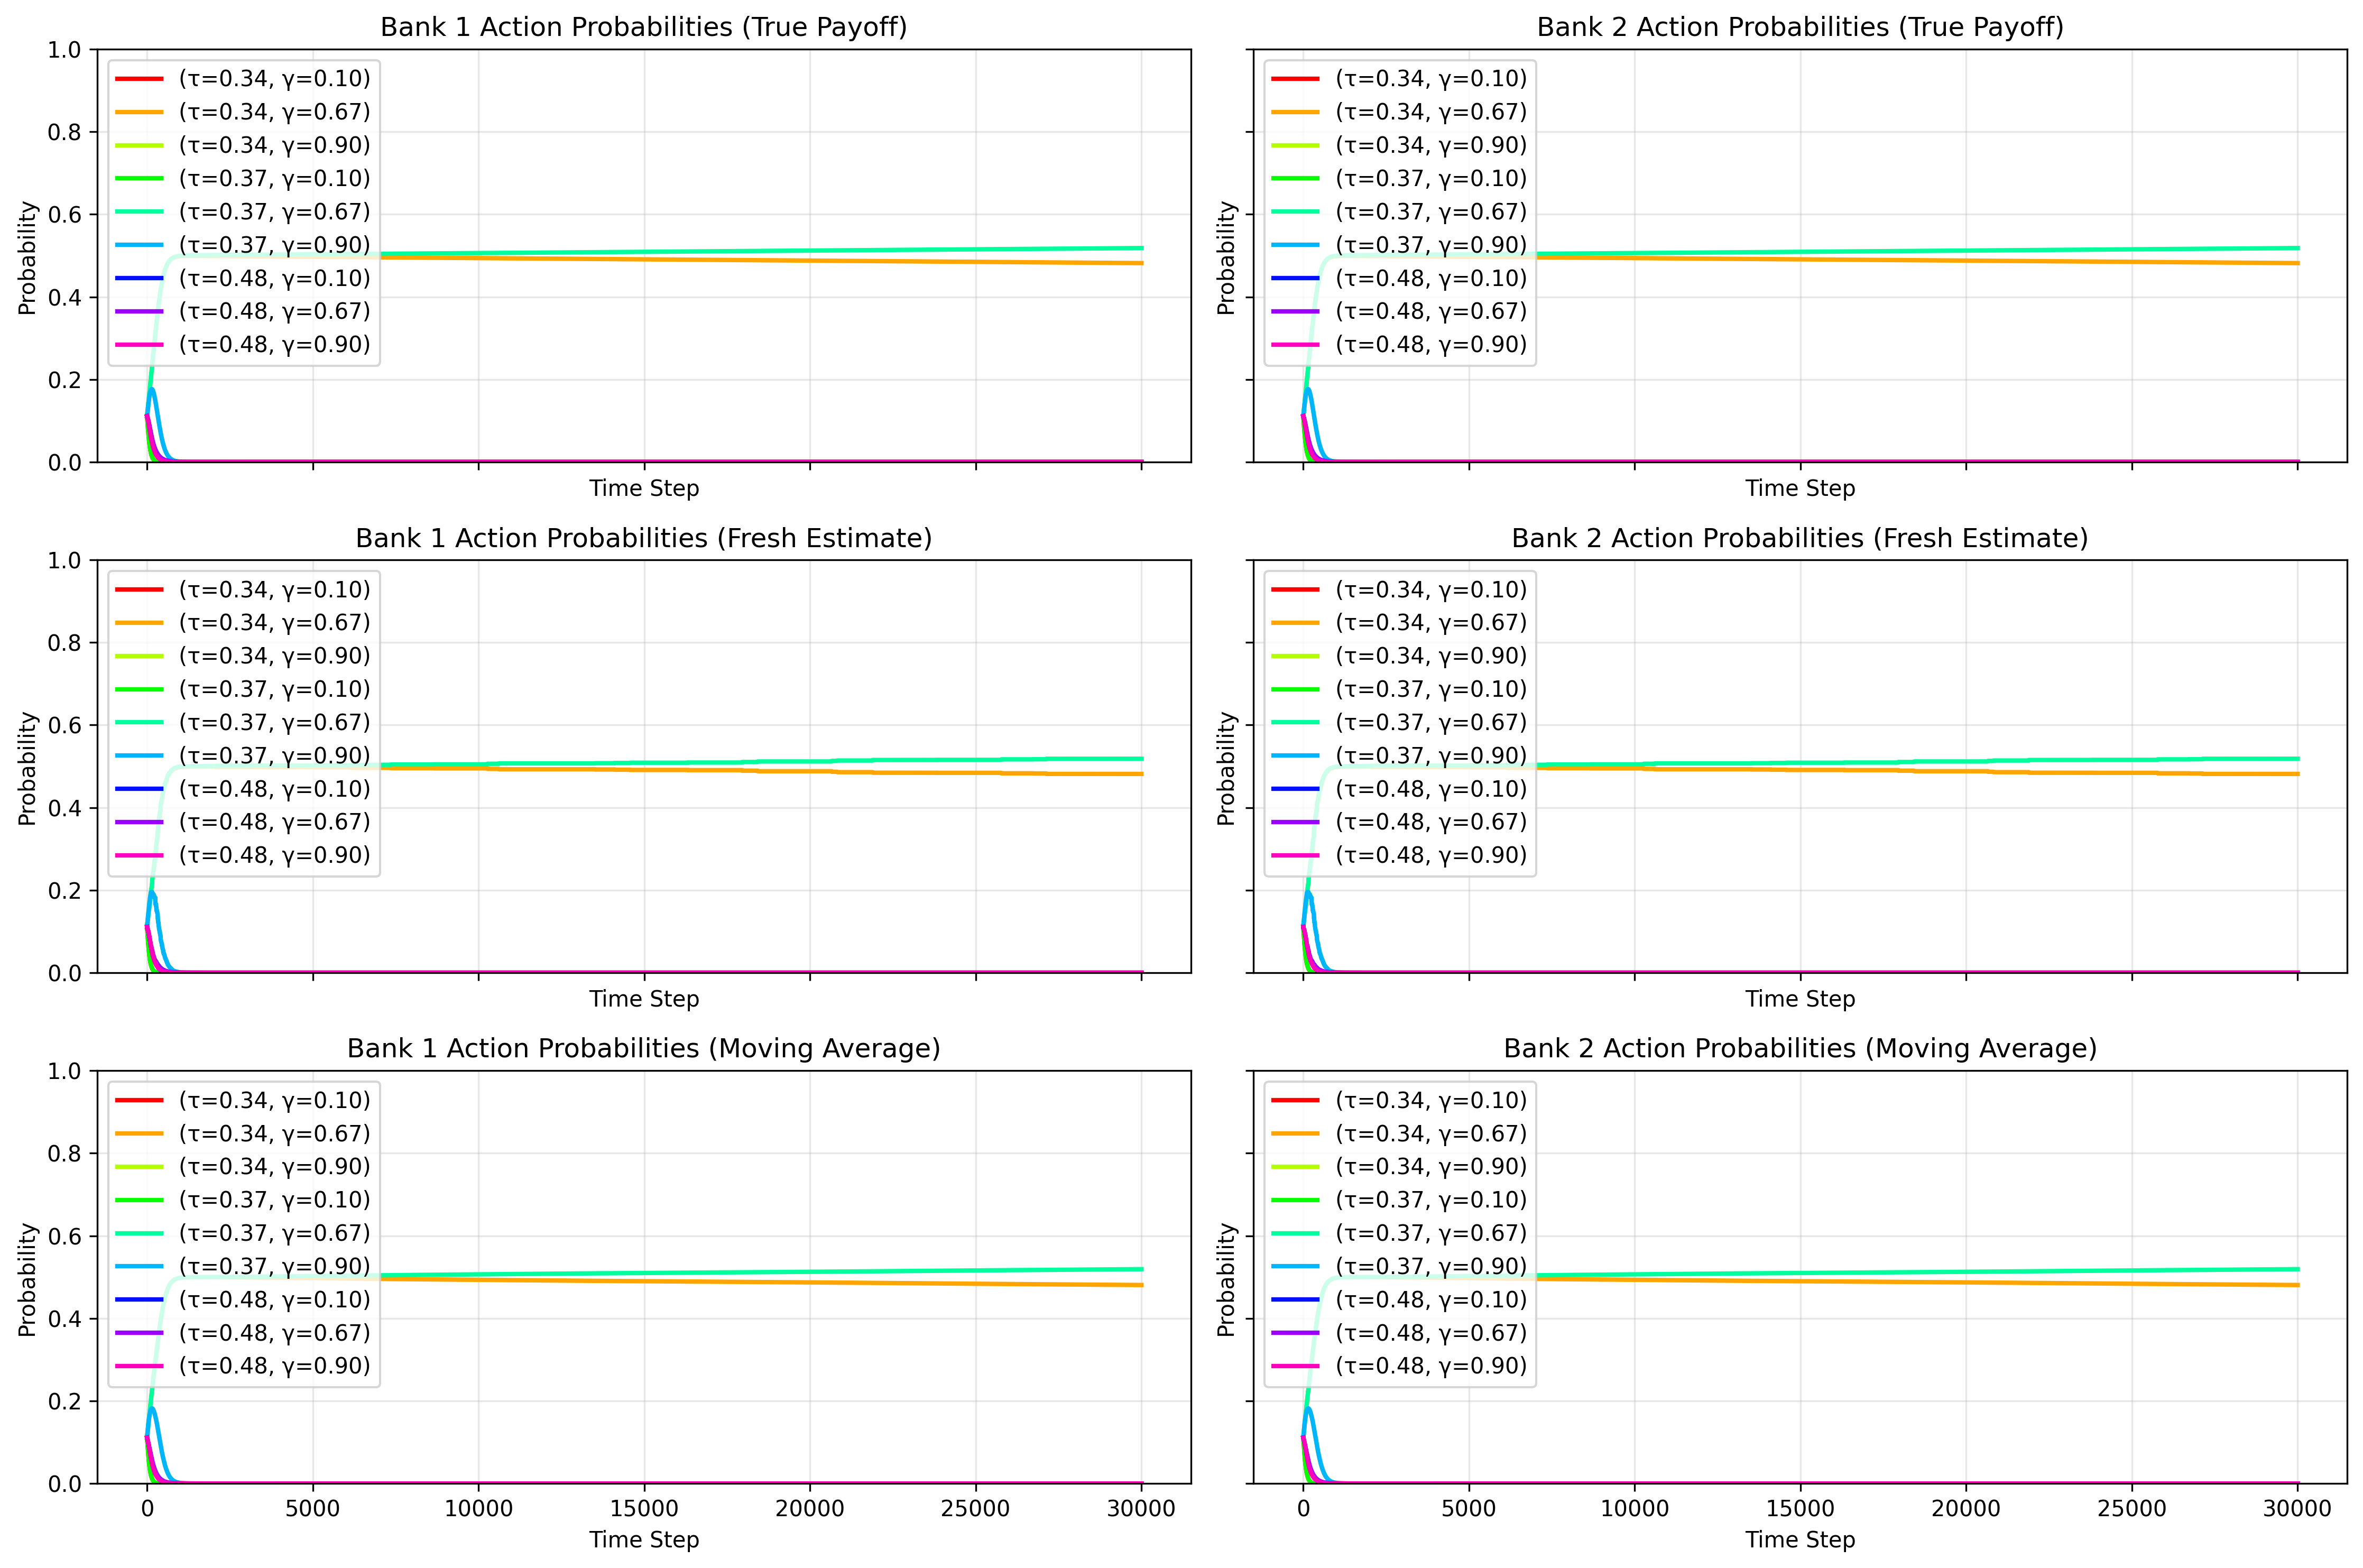 Bank 1 Action Probabilities (True Payoff)
Probability
1.0
0.8
0.6
0.4
0.2
0.0
(τ=0.34, γ=0.10)
(τ=0.34, γ=0.67)
(τ=0.34, γ=0.90)
(τ=0.37, γ=0.10)
(τ=0.37, γ=0.67)
(τ=0.37, γ=0.90)
(τ=0.48, γ=0.10)
(τ=0.48, γ=0.67)
(τ=0.48, γ=0.90)
Time Step
Bank 2 Action Probabilities (True Payoff)
Probability
(τ=0.34, γ=0.10)
(τ=0.34, γ=0.67)
(τ=0.34, γ=0.90)
(τ=0.37, γ=0.10)
(τ=0.37, γ=0.67)
(τ=0.37, γ=0.90)
(τ=0.48, γ=0.10)
(τ=0.48, γ=0.67)
(τ=0.48, γ=0.90)
Time Step
Bank 1 Action Probabilities (Fresh Estimate)
Probability
1.0
0.8
0.6
0.4
0.2
0.0
(τ=0.34, γ=0.10)
(τ=0.34, γ=0.67)
(τ=0.34, γ=0.90)
(τ=0.37, γ=0.10)
(τ=0.37, γ=0.67)
(τ=0.37, γ=0.90)
(τ=0.48, γ=0.10)
(τ=0.48, γ=0.67)
(τ=0.48, γ=0.90)
Time Step
Bank 2 Action Probabilities (Fresh Estimate)
Probability
(τ=0.34, γ=0.10)
(τ=0.34, γ=0.67)
(τ=0.34, γ=0.90)
(τ=0.37, γ=0.10)
(τ=0.37, γ=0.67)
(τ=0.37, γ=0.90)
(τ=0.48, γ=0.10)
(τ=0.48, γ=0.67)
(τ=0.48, γ=0.90)
Time Step
Bank 1 Action Probabilities (Moving Average)
Probability
1.0
0.8
0.6
0.4
0.2
0.0
(τ=0.34, γ=0.10)
(τ=0.34, γ=0.67)
(τ=0.34, γ=0.90)
(τ=0.37, γ=0.10)
(τ=0.37, γ=0.67)
(τ=0.37, γ=0.90)
(τ=0.48, γ=0.10)
(τ=0.48, γ=0.67)
(τ=0.48, γ=0.90)
0 5000 10000 15000 20000 25000 30000
Time Step
Bank 2 Action Probabilities (Moving Average)
Probability
(τ=0.34, γ=0.10)
(τ=0.34, γ=0.67)
(τ=0.34, γ=0.90)
(τ=0.37, γ=0.10)
(τ=0.37, γ=0.67)
(τ=0.37, γ=0.90)
(τ=0.48, γ=0.10)
(τ=0.48, γ=0.67)
(τ=0.48, γ=0.90)
0 5000 10000 15000 20000 25000 30000
Time Step